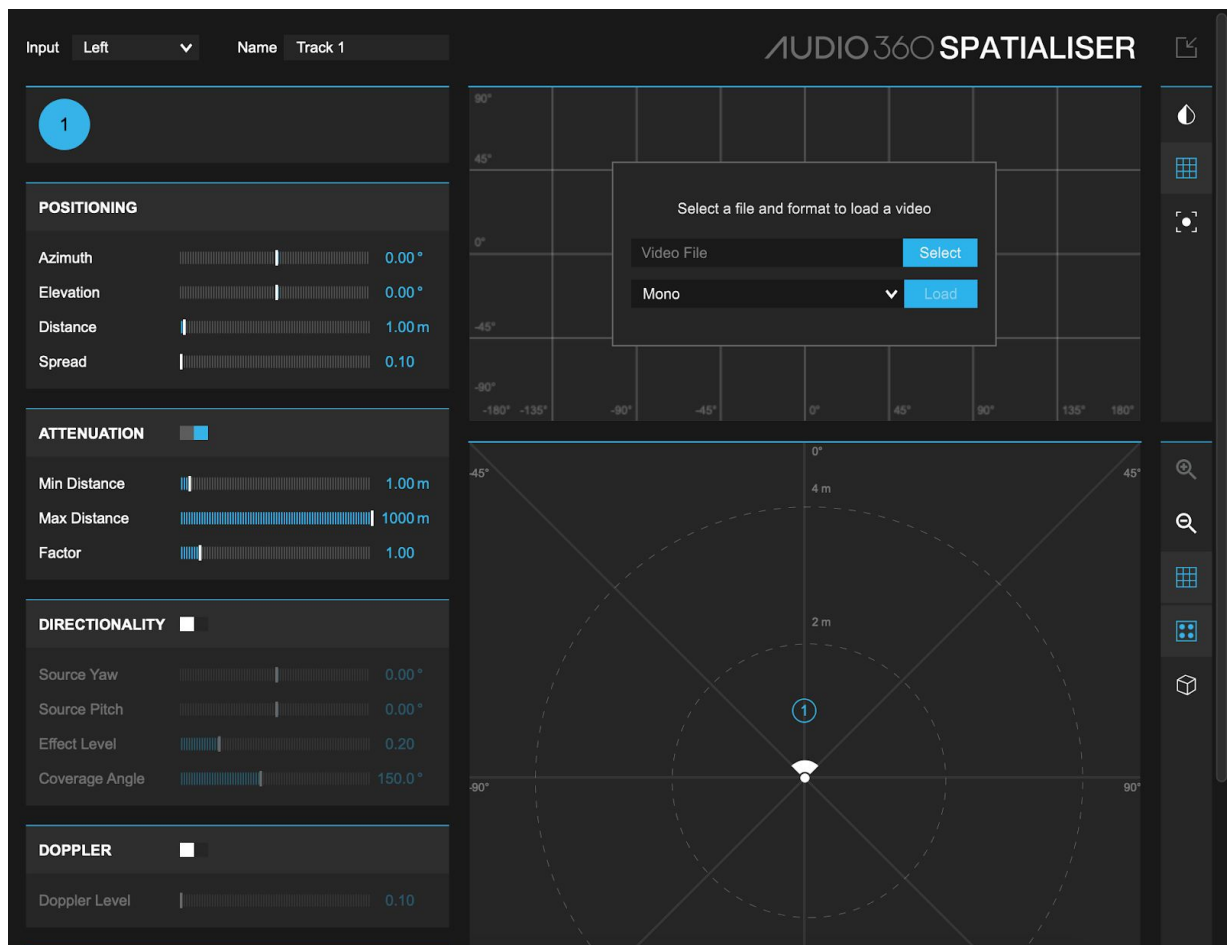 Input Left Name Track 1
AUDIO360 SPATIALISER
1
POSITIONING
Azimuth 0.00°
Elevation 0.00°
Distance 1.00 m
Spread 0.10
ATTENUATION
Min Distance 1.00 m
Max Distance 1000 m
Factor 1.00
DIRECTIONALITY
Source Yaw 0.00°
Source Pitch 0.00°
Effect Level 0.20
Coverage Angle 150.0°
DOPPLER
Doppler Level 0.10
90°
45°
0°
-45°
-90°
-180° -135° -90° -45° 0° 45° 90° 135° 180°
Select a file and format to load a video
Video File Select
Mono Load
0°
-45° 45°
4 m
2 m
1
-90° 90°